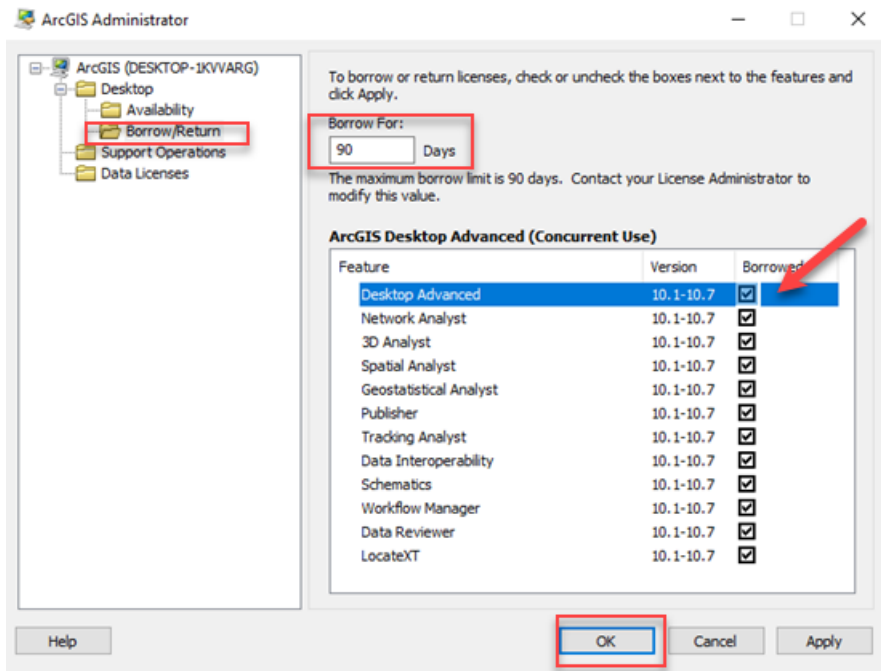 ArcGIS Administrator
ArcGIS (DESKTOP-1KVVARG)
Desktop
Availability
Borrow/Return
Support Operations
Data Licenses
To borrow or return licenses, check or uncheck the boxes next to the features and
click Apply.
Borrow For:
90 Days
The maximum borrow limit is 90 days. Contact your License Administrator to
modify this value.
ArcGIS Desktop Advanced (Concurrent Use)
Feature Version Borrowed
Desktop Advanced 10.1-10.7
Network Analyst 10.1-10.7
3D Analyst 10.1-10.7
Spatial Analyst 10.1-10.7
Geostatistical Analyst 10.1-10.7
Publisher 10.1-10.7
Tracking Analyst 10.1-10.7
Data Interoperability 10.1-10.7
Schematics 10.1-10.7
Workflow Manager 10.1-10.7
Data Reviewer 10.1-10.7
LocateXT 10.1-10.7
Help OK Cancel Apply